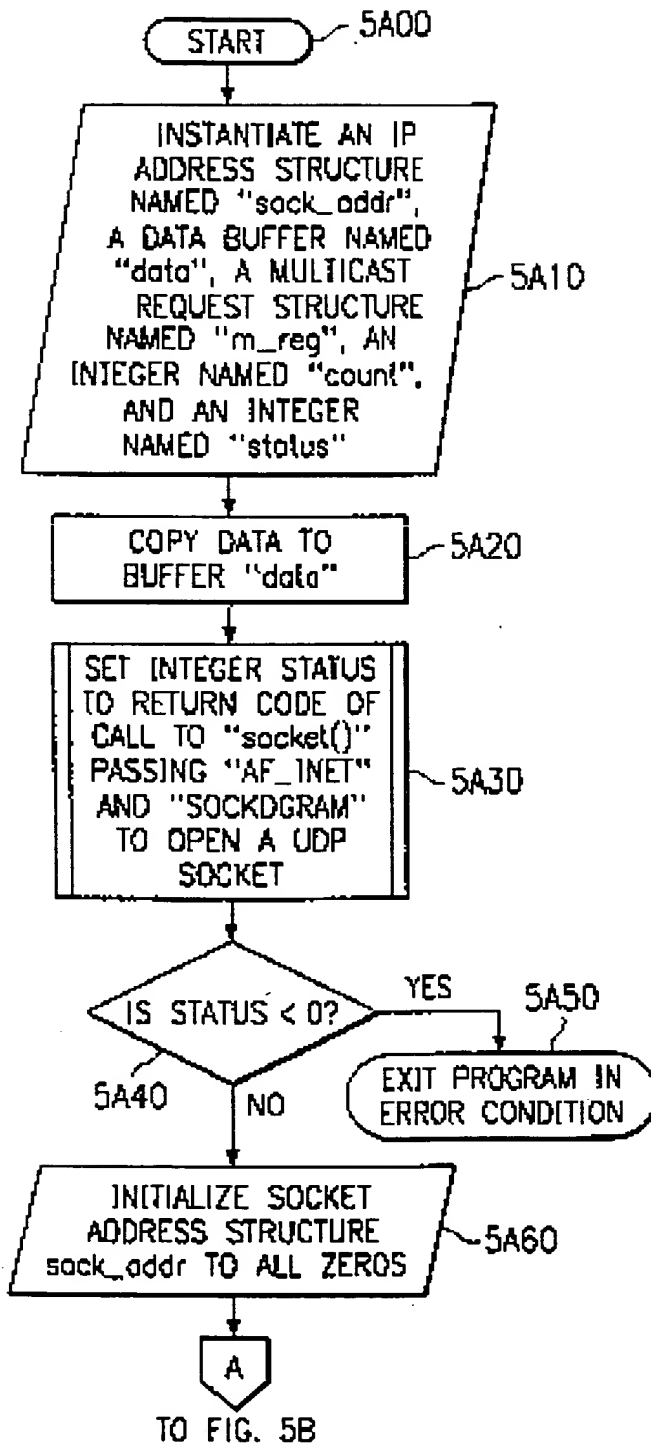 START
5A00
INSTANTIATE AN IP
ADDRESS STRUCTURE
NAMED "sock_addr",
A DATA BUFFER NAMED
"data", A MULTICAST
REQUEST STRUCTURE
NAMED "m_reg", AN
INTEGER NAMED "count",
AND AN INTEGER
NAMED "status"
5A10
COPY DATA TO
BUFFER "data"
5A20
SET INTEGER STATUS
TO RETURN CODE OF
CALL TO "socket()"
PASSING "AF_INET"
AND "SOCKDGRAM"
TO OPEN A UDP
SOCKET
5A30
IS STATUS < 0?
YES
5A40
NO
5A50
EXIT PROGRAM IN
ERROR CONDITION
INITIALIZE SOCKET
ADDRESS STRUCTURE
sock_addr TO ALL ZEROS
5A60
A
TO FIG. 5B